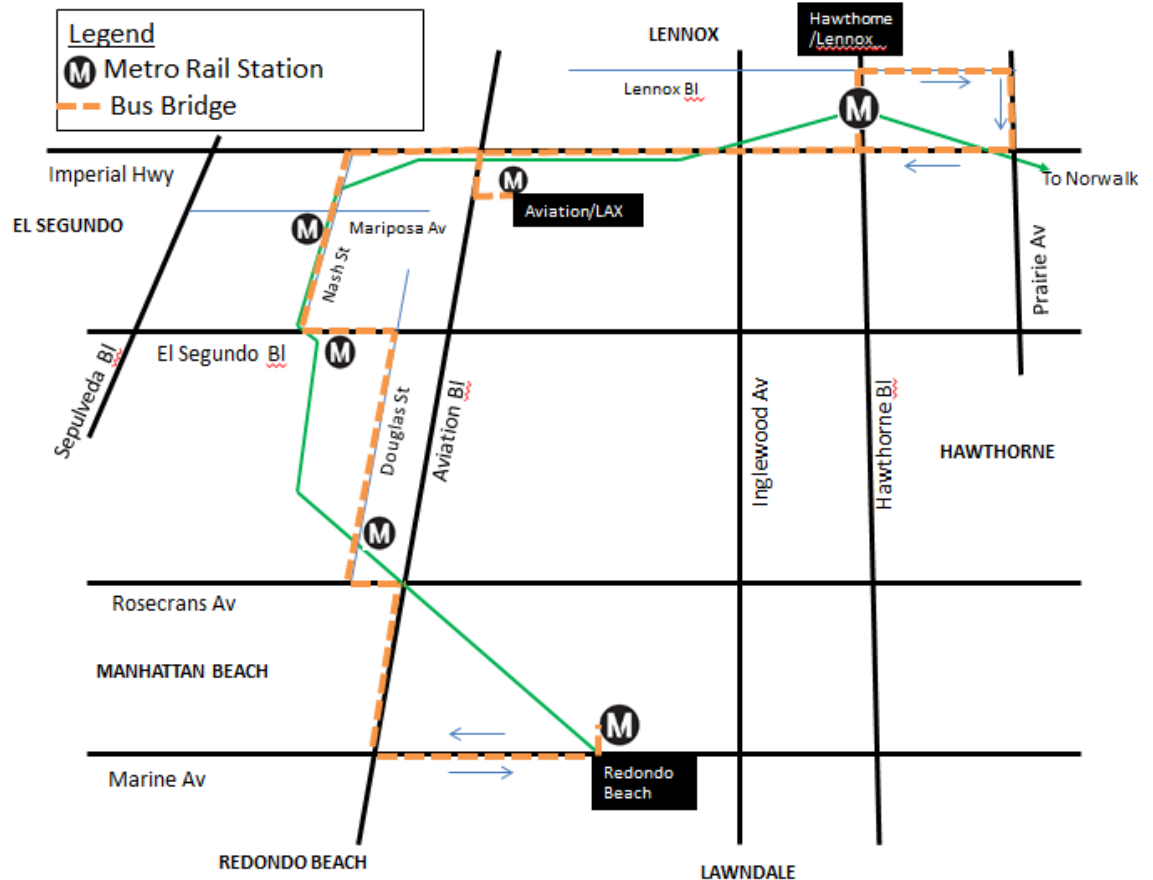 Legend
M Metro Rail Station
Bus Bridge
LENNOX
Hawthorne
/Lennox
Lennox Bl
M
Imperial Hwy
To Norwalk
M
Aviation/LAX
EL SEGUNDO
M
Mariposa Av
Nash St
Prairie Av
Sepulveda Bl
El Segundo Bl
M
Douglas St
Aviation Bl
Inglewood Av
Hawthorne Bl
HAWTHORNE
M
Rosecrans Av
MANHATTAN BEACH
M
Marine Av
Redondo
Beach
REDONDO BEACH
LAWNDALE